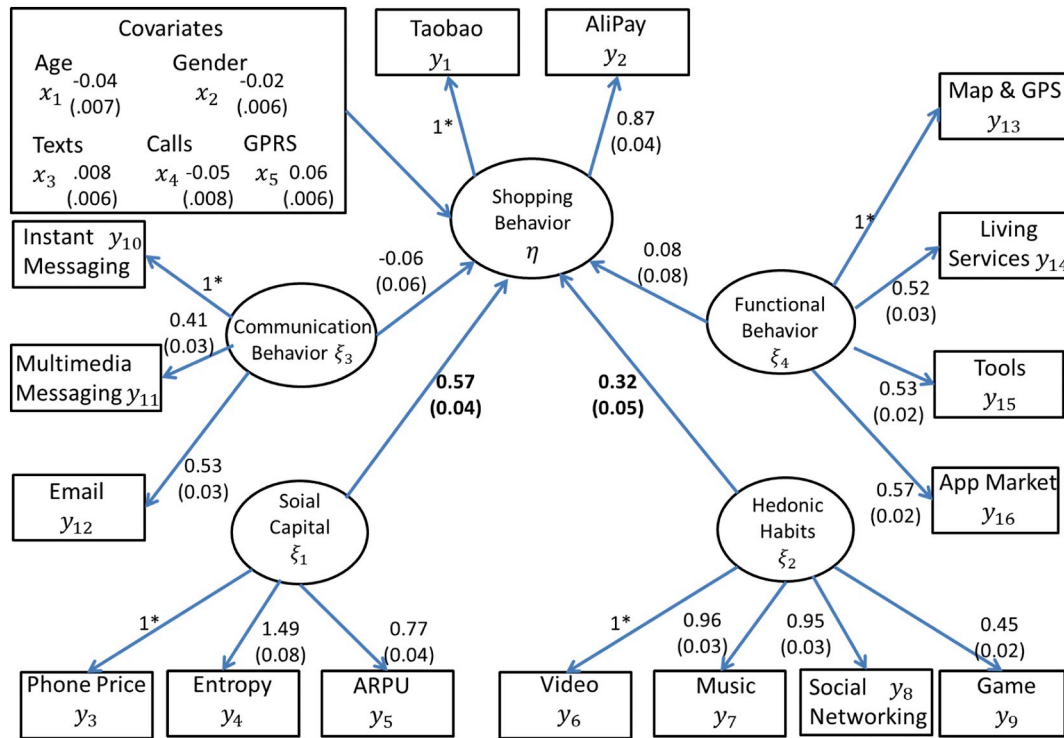 Covariates
Age
x₁ -0.04
(.007)
Gender
x₂ -0.02
(.006)
Texts
x₃ .008
(.006)
Calls
x₄ -0.05
(.008)
GPRS
x₅ 0.06
(.006)
Taobao
y₁
AliPay
y₂
1*
0.87
(0.04)
Shopping
Behavior
η
Map & GPS
y₁₃
Living
Services y₁₄
Tools
y₁₅
App Market
y₁₆
1*
0.52
(0.03)
0.53
(0.02)
0.57
(0.02)
Functional
Behavior
ξ₄
0.08
(0.08)
Instant y₁₀
Messaging
Multimedia
Messaging y₁₁
Email
y₁₂
1*
0.41
(0.03)
0.53
(0.03)
Communication
Behavior ξ₃
-0.06
(0.06)
0.57
(0.04)
0.32
(0.05)
Soial
Capital
ξ₁
1*
1.49
(0.08)
0.77
(0.04)
Phone Price
y₃
Entropy
y₄
ARPU
y₅
Hedonic
Habits
ξ₂
1*
0.96
(0.03)
0.95
(0.03)
0.45
(0.02)
Video
y₆
Music
y₇
Social y₈
Networking
Game
y₉